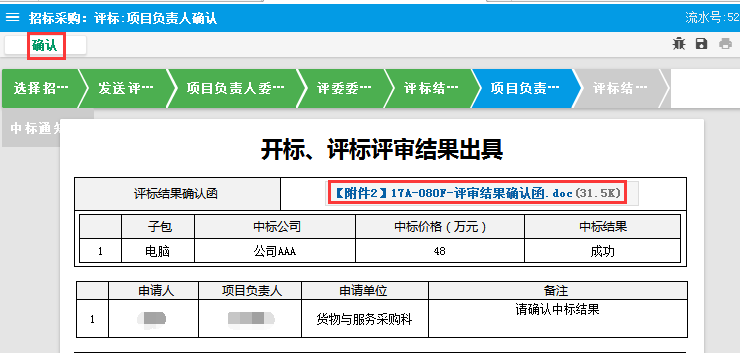 招标采购：评标:项目负责人确认 流水号:52
确认
选择招… 发送评… 项目负责人委… 评委委… 评标结… 项目负责… 评标结…
中标通知
开标、评标评审结果出具
评标结果确认函 【附件2】17A-080F-评审结果确认函.doc(31.5K)
子包 中标公司 中标价格（万元） 中标结果
1 电脑 公司AAA 48 成功
申请人 项目负责人 申请单位 备注
1 货物与服务采购科 请确认中标结果